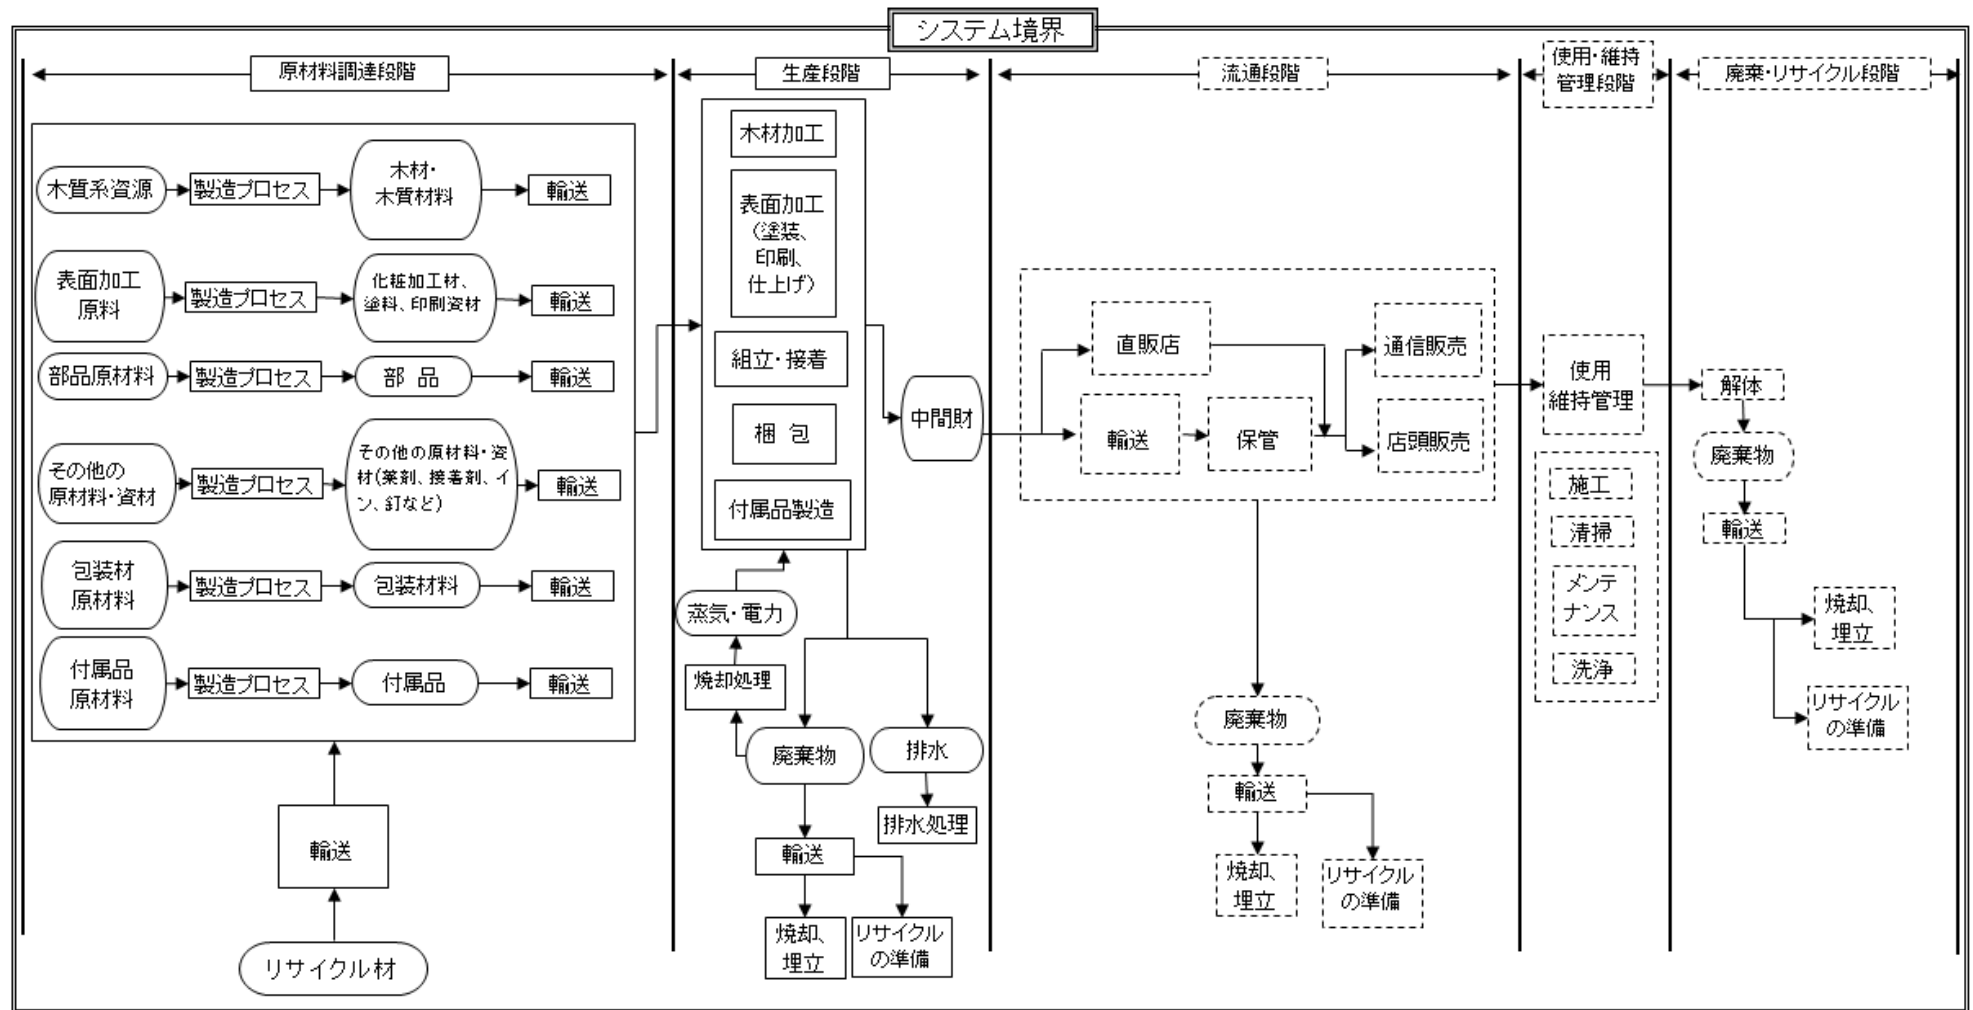 システム境界
原材料調達段階
生産段階
流通段階
使用・維持
管理段階
廃棄・リサイクル段階
木質系資源
製造プロセス
木材・
木質材料
輸送
表面加工
原料
製造プロセス
化粧加工材、
塗料、印刷資材
輸送
部品原材料
製造プロセス
部 品
輸送
その他の
原材料・資材
製造プロセス
その他の原材料・資
材(薬剤、接着剤、イ
ン、釘など)
輸送
包装材
原材料
製造プロセス
包装材料
輸送
付属品
原材料
製造プロセス
付属品
輸送
輸送
リサイクル材
木材加工
表面加工
(塗装、
印刷、
仕上げ)
組立・接着
梱 包
付属品製造
中間財
蒸気・電力
焼却処理
廃棄物
排水
排水処理
輸送
焼却、
埋立
リサイクル
の準備
直販店
輸送
保管
通信販売
店頭販売
廃棄物
輸送
焼却、
埋立
リサイクル
の準備
使用
維持管理
施工
清掃
メンテ
ナンス
洗浄
解体
廃棄物
輸送
焼却、
埋立
リサイクル
の準備